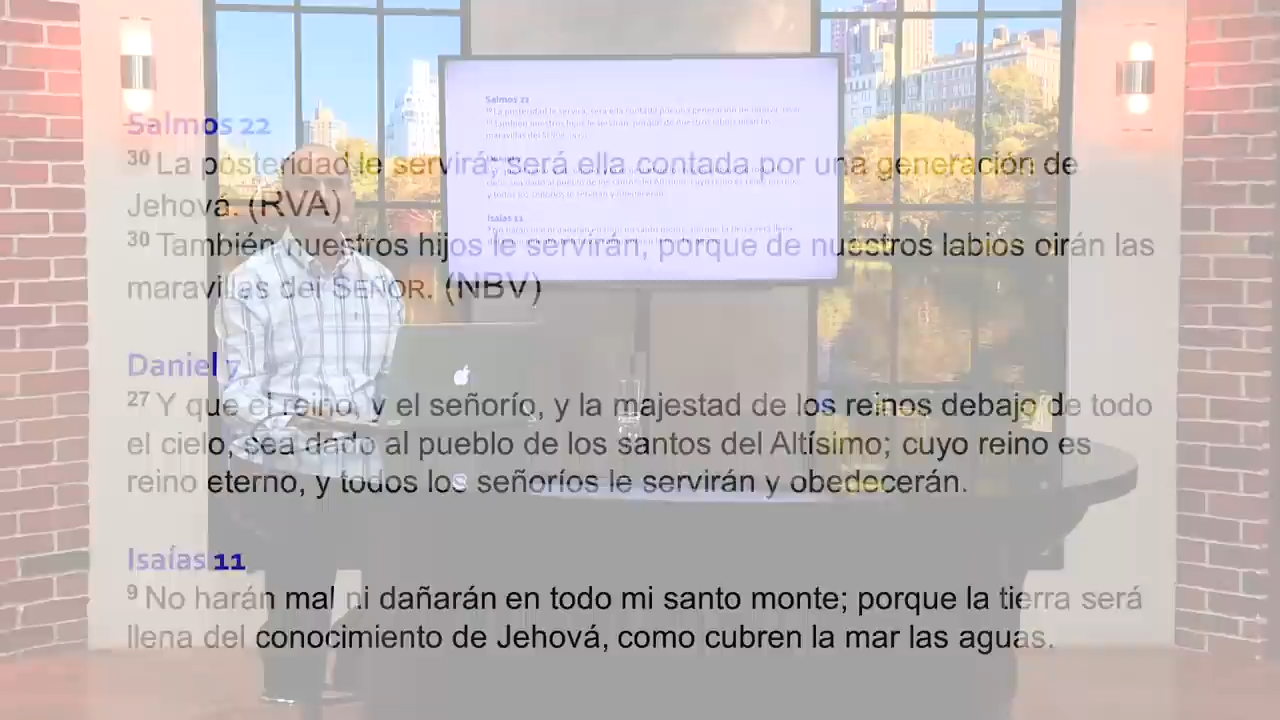 Salmos 22
30 La posteridad le servirá; será ella contada por una generación de
Jehová. (RVA)
30 También nuestros hijos le servirán, porque de nuestros labios oirán las
maravillas del SEÑOR. (NBV)
Daniel 7
27 Y que el reino, y el señorío, y la majestad de los reinos debajo de todo
el cielo, sea dado al pueblo de los santos del Altísimo; cuyo reino es
reino eterno, y todos los señoríos le servirán y obedecerán.
Isaías 11
9 No harán mal ni dañarán en todo mi santo monte; porque la tierra será
llena del conocimiento de Jehová, como cubren la mar las aguas.
Salmos 22
Isaías 11